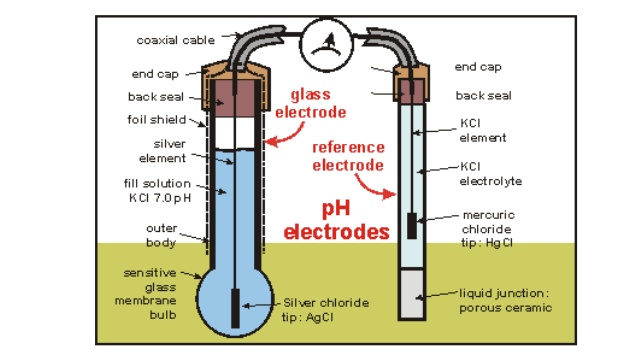 coaxial cable
end cap
back seal
foil shield
silver
element
fill solution
KCl 7.0 pH
outer
body
sensitive
glass
membrane
bulb
glass
electrode
reference
electrode
pH
electrodes
Silver chloride
tip: AgCl
end cap
back seal
KCl
element
KCl
electrolyte
mercuric
chloride
tip: HgCl
liquid junction:
porous ceramic